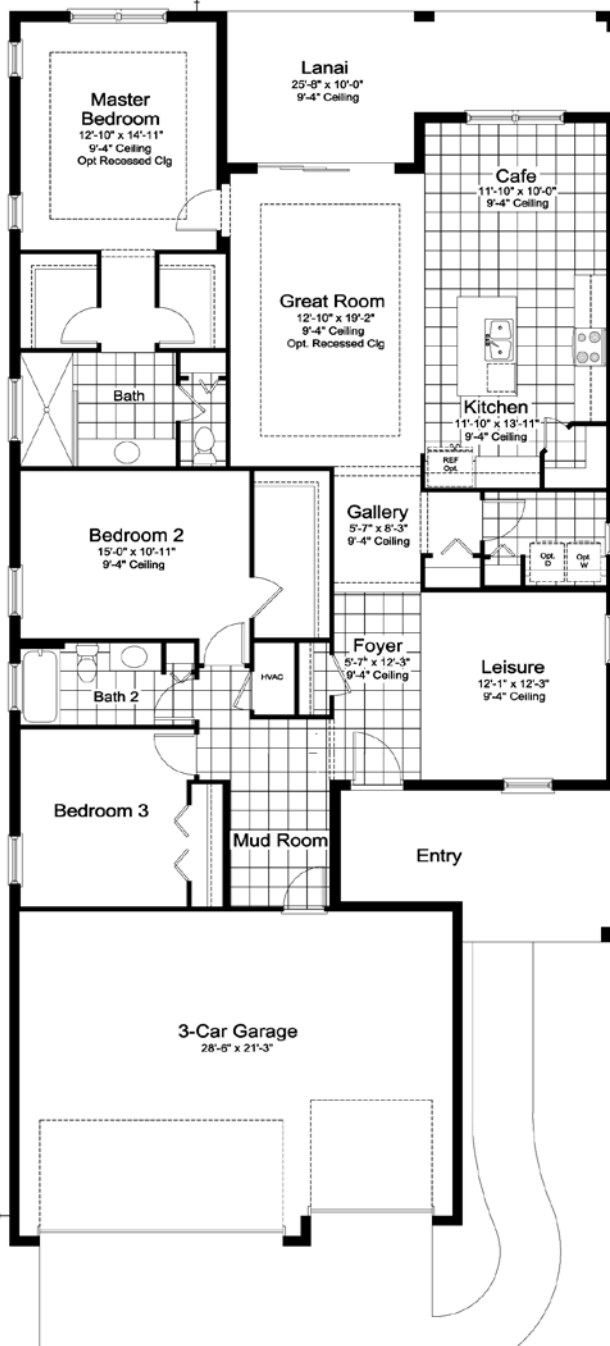 Lanai
25'-8" x 10'-0"
9'-4" Ceiling
Master
Bedroom
12'-10" x 14'-11"
9'-4" Ceiling
Opt Recessed Clg
Cafe
11'-10" x 10'-0"
9'-4" Ceiling
Great Room
12'-10" x 19'-2"
9'-4" Ceiling
Opt. Recessed Clg
Bath
Kitchen
11'-10" x 13'-11"
9'-4" Ceiling
REF
Opt.
Gallery
5'-7" x 8'-3"
9'-4" Ceiling
Bedroom 2
15'-0" x 10'-11"
9'-4" Ceiling
Opt.
D
Opt.
W
Foyer
5'-7" x 12'-3"
9'-4" Ceiling
Leisure
12'-1" x 12'-3"
9'-4" Ceiling
HVAC
Bath 2
Bedroom 3
Mud Room
Entry
3-Car Garage
28'-6" x 21'-3"